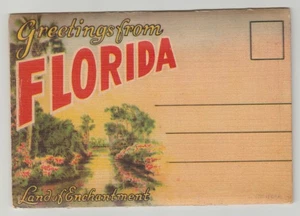 Greetings from
FLORIDA
Land of Enchantment